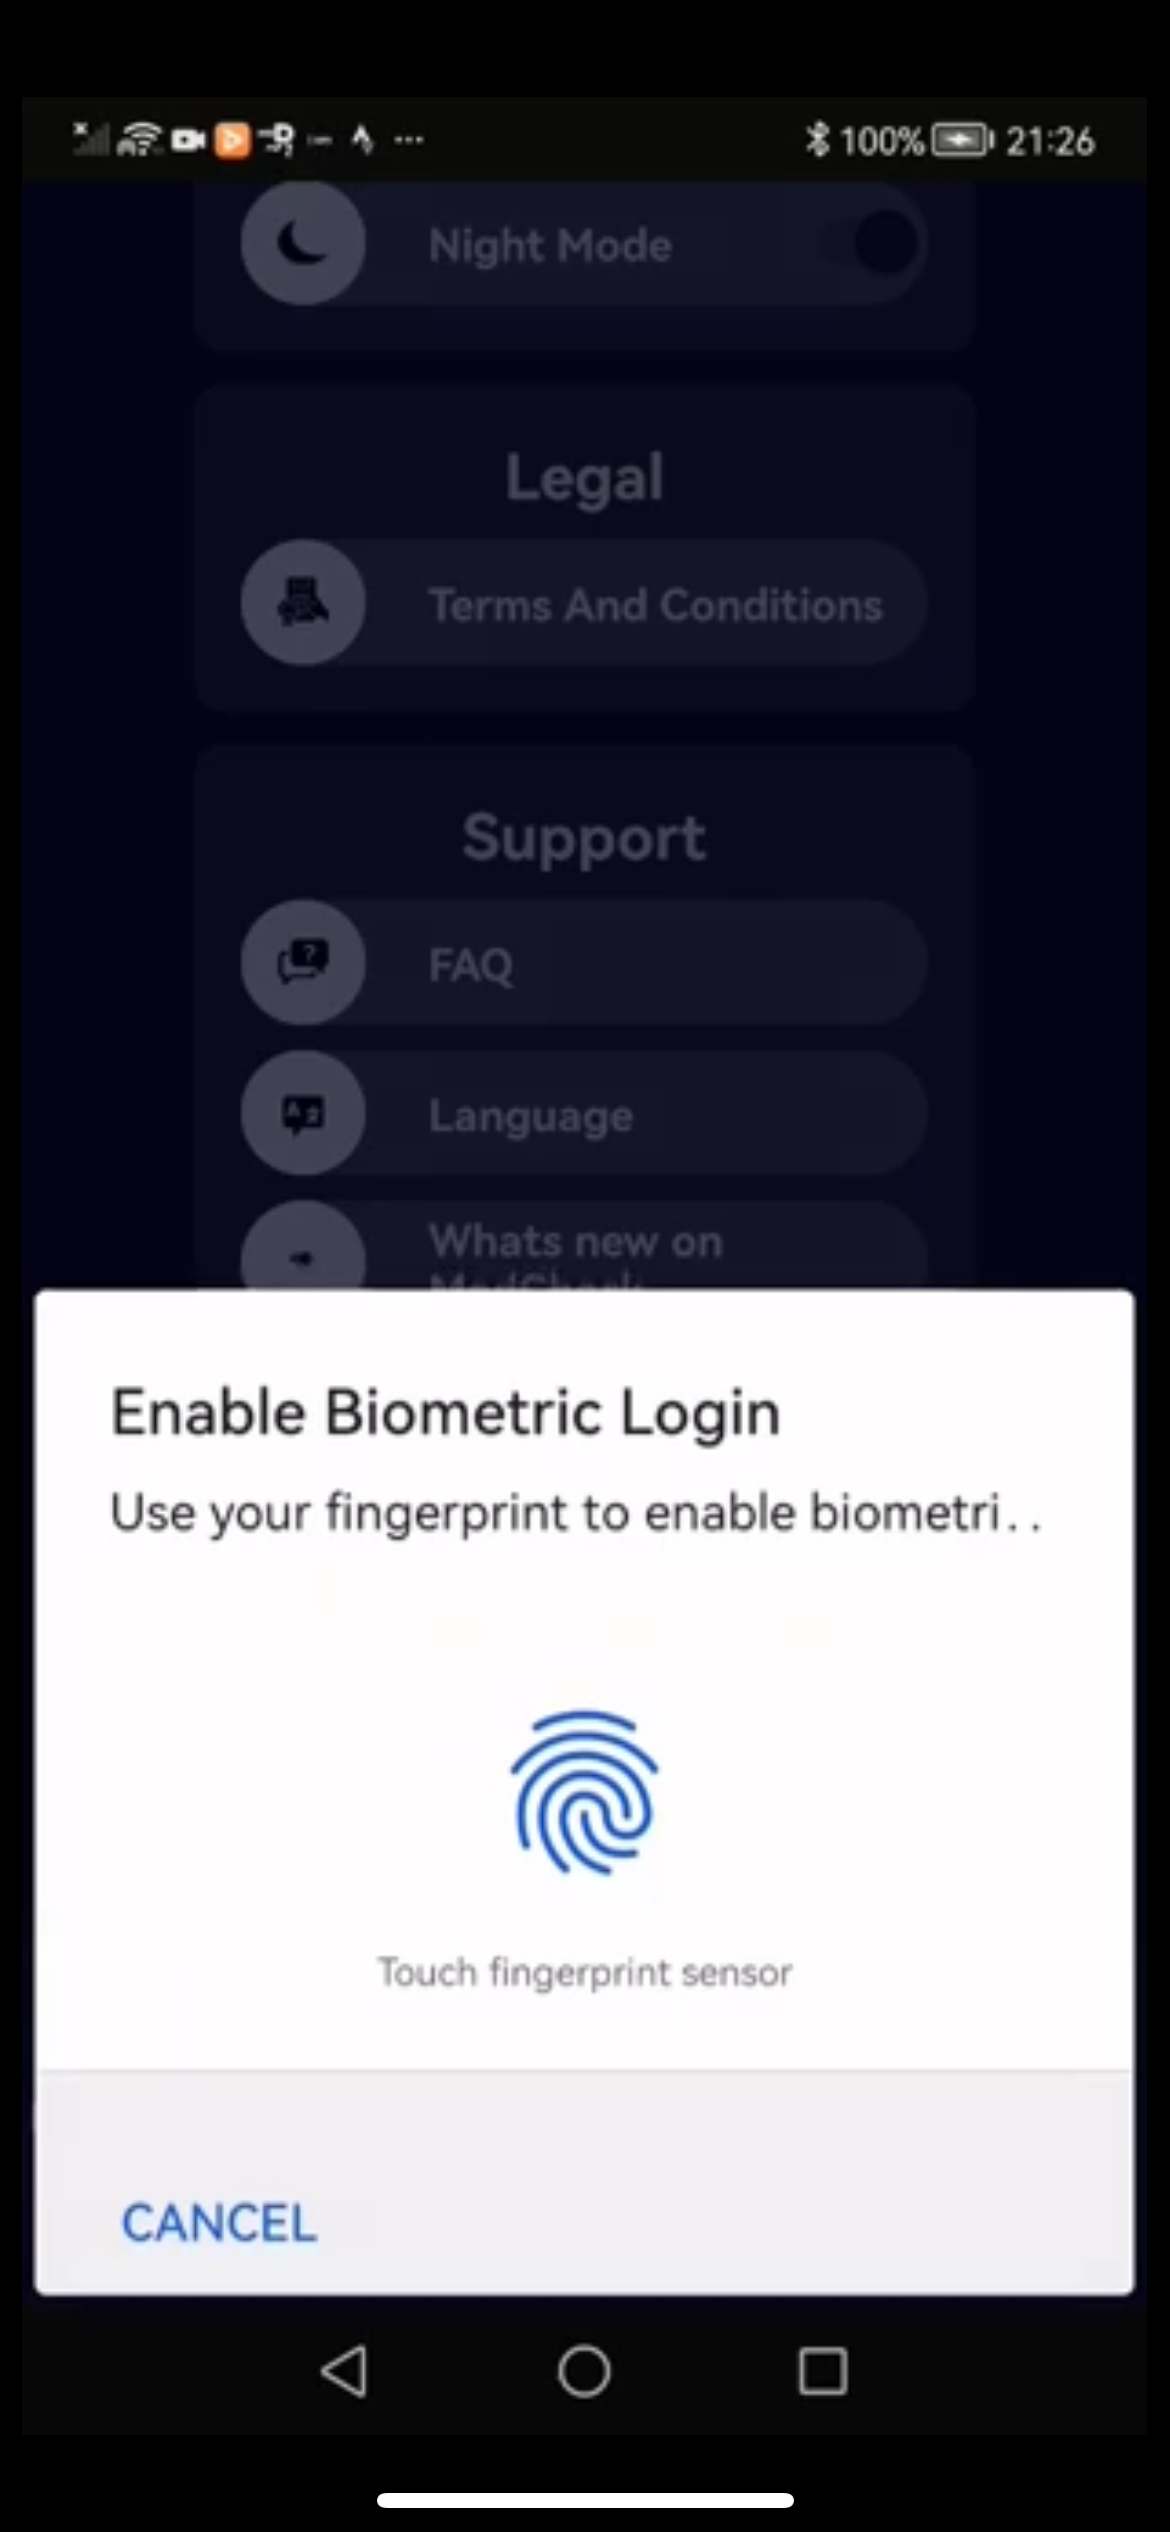 100% 21:26
Night Mode
Legal
Terms And Conditions
Support
FAQ
Language
Whats new on
MedCheck
Enable Biometric Login
Use your fingerprint to enable biometri..
Touch fingerprint sensor
CANCEL